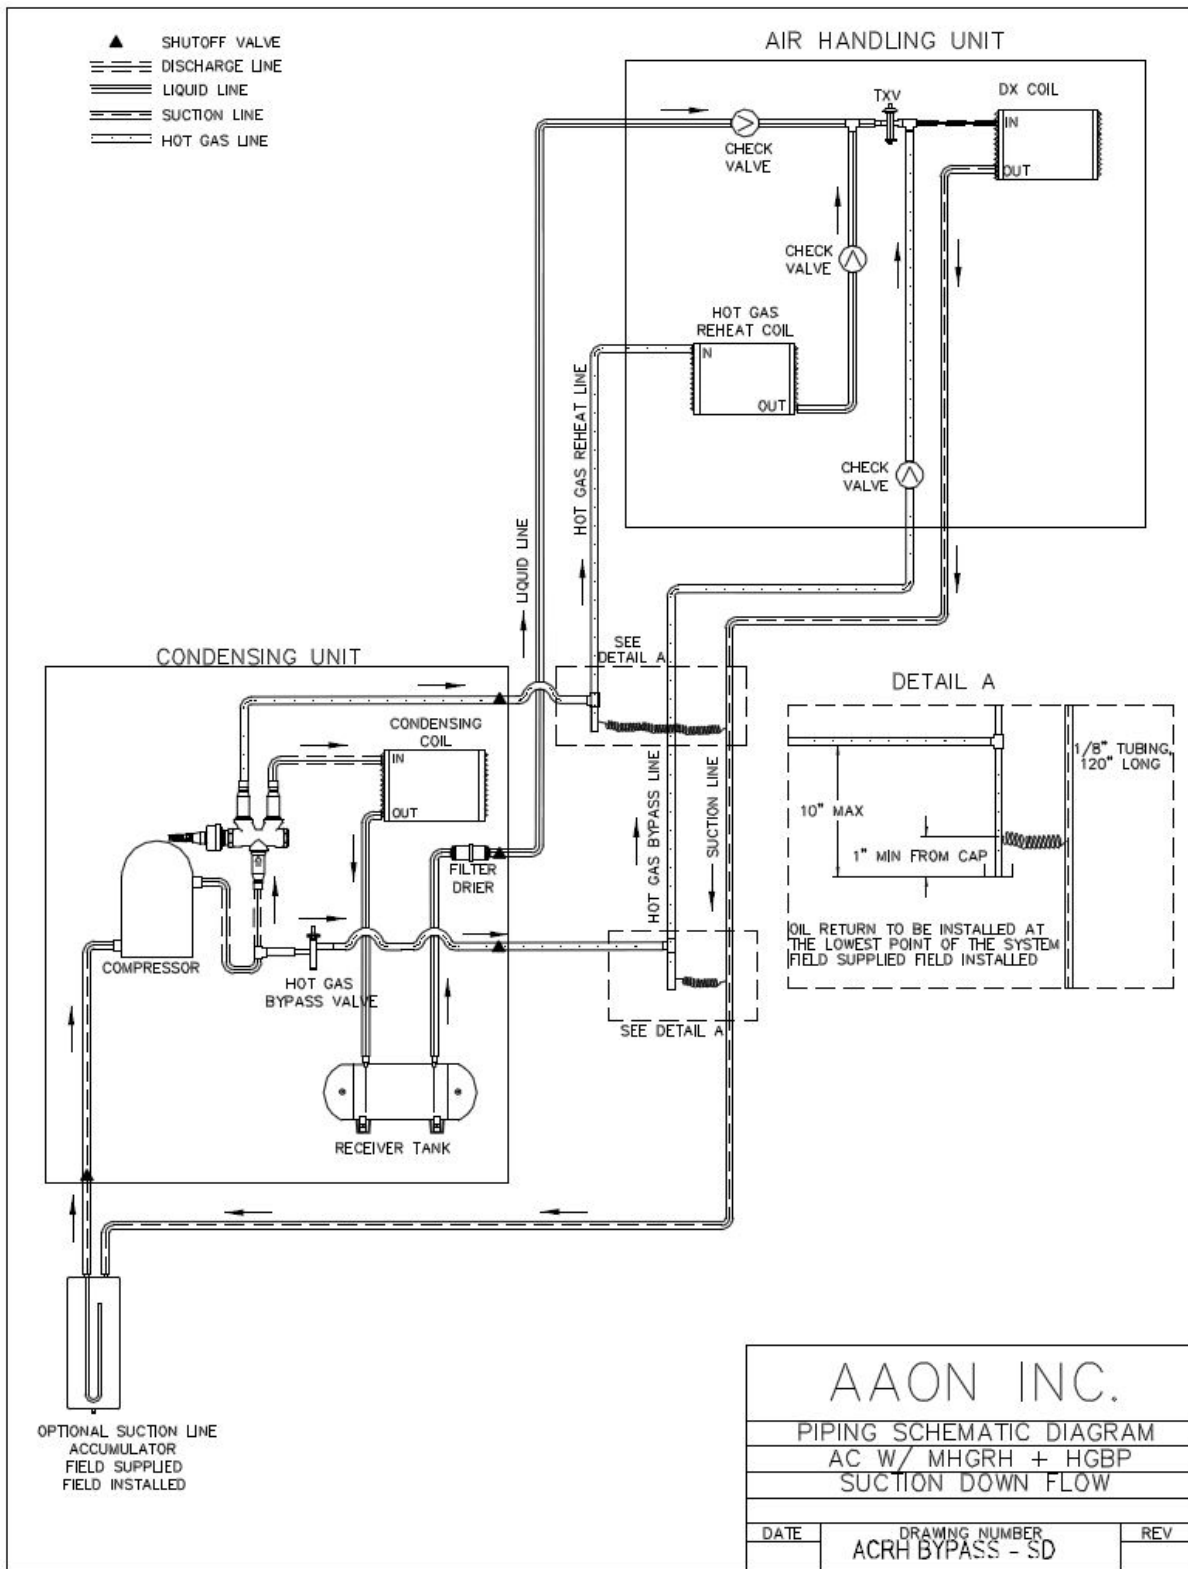 SHUTOFF VALVE
DISCHARGE LINE
LIQUID LINE
SUCTION LINE
HOT GAS LINE
AIR HANDLING UNIT
TXV
DX COIL
IN
OUT
CHECK
VALVE
CHECK
VALVE
HOT GAS
REHEAT COIL
IN
OUT
CHECK
VALVE
HOT GAS REHEAT LINE
LIQUID LINE
CONDENSING UNIT
SEE
DETAIL A
CONDENSING
COIL
IN
OUT
FILTER
DRIER
HOT GAS BYPASS LINE
SUCTION LINE
COMPRESSOR
HOT GAS
BYPASS VALVE
SEE DETAIL A
RECEIVER TANK
DETAIL A
1/8" TUBING,
120" LONG
10" MAX
1" MIN FROM CAP
OIL RETURN TO BE INSTALLED AT
THE LOWEST POINT OF THE SYSTEM
FIELD SUPPLIED FIELD INSTALLED
OPTIONAL SUCTION LINE
ACCUMULATOR
FIELD SUPPLIED
FIELD INSTALLED
AAON INC.
PIPING SCHEMATIC DIAGRAM
AC W/ MHGRH + HGBP
SUCTION DOWN FLOW
DATE
DRAWING NUMBER
REV
ACRH BYPASS - SD